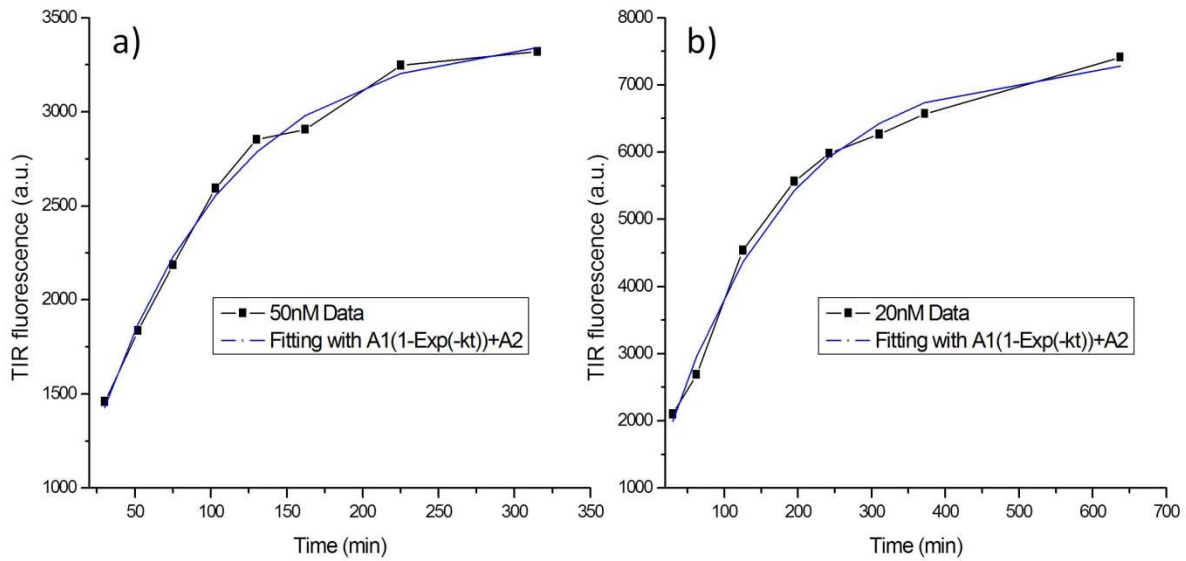 a)
3500
3000
2500
2000
1500
1000
TIR fluorescence (a.u.)
50nM Data
Fitting with A1(1-Exp(-kt))+A2
50 100 150 200 250 300 350
Time (min)
b)
8000
7000
6000
5000
4000
3000
2000
1000
TIR fluorescence (a.u.)
20nM Data
Fitting with A1(1-Exp(-kt))+A2
100 200 300 400 500 600 700
Time (min)